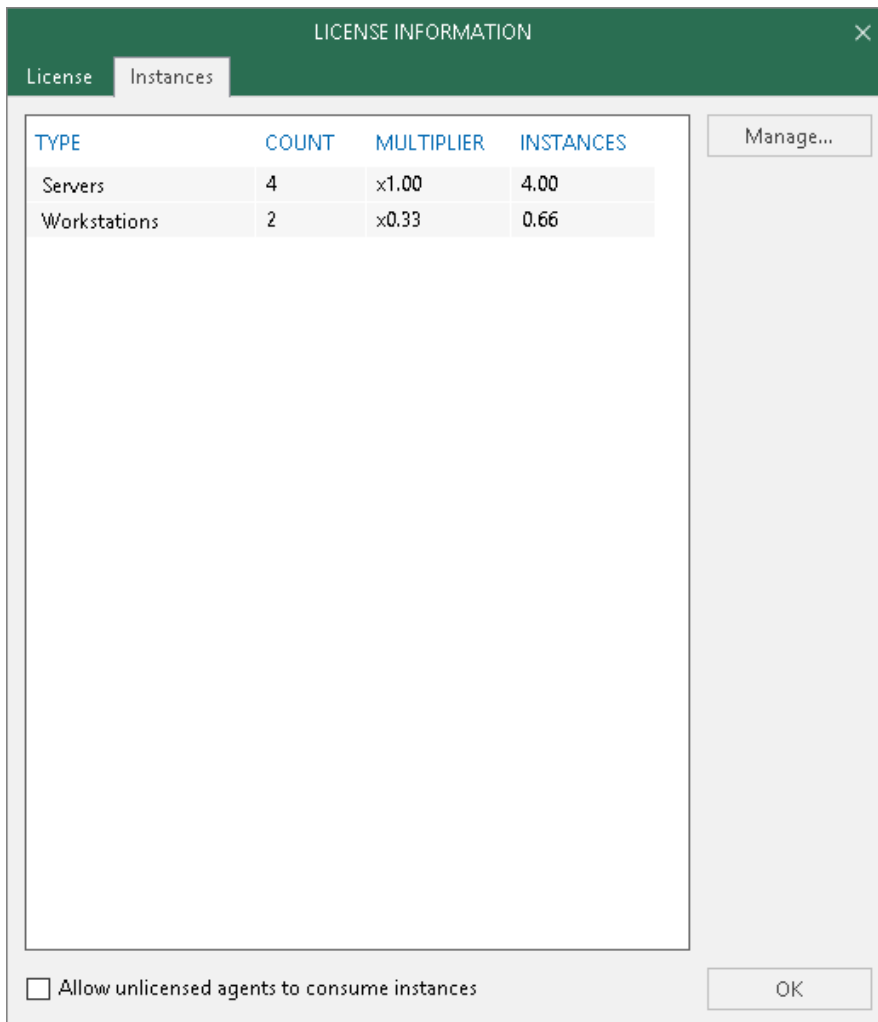 LICENSE INFORMATION
License Instances
TYPE COUNT MULTIPLIER INSTANCES Manage...
Servers 4 x1.00 4.00
Workstations 2 x0.33 0.66
Allow unlicensed agents to consume instances OK